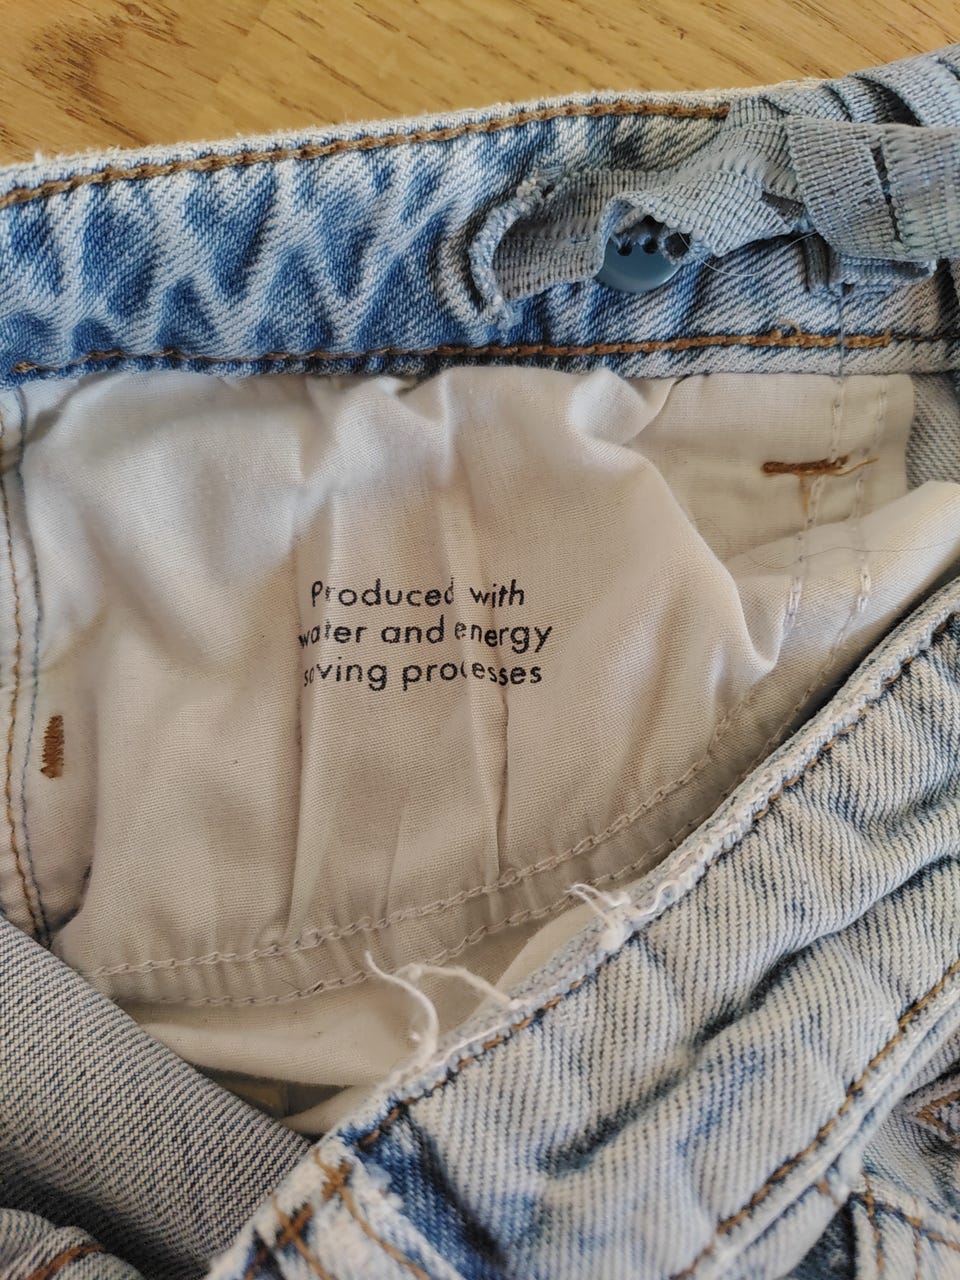 Produced with
water and energy
saving processes